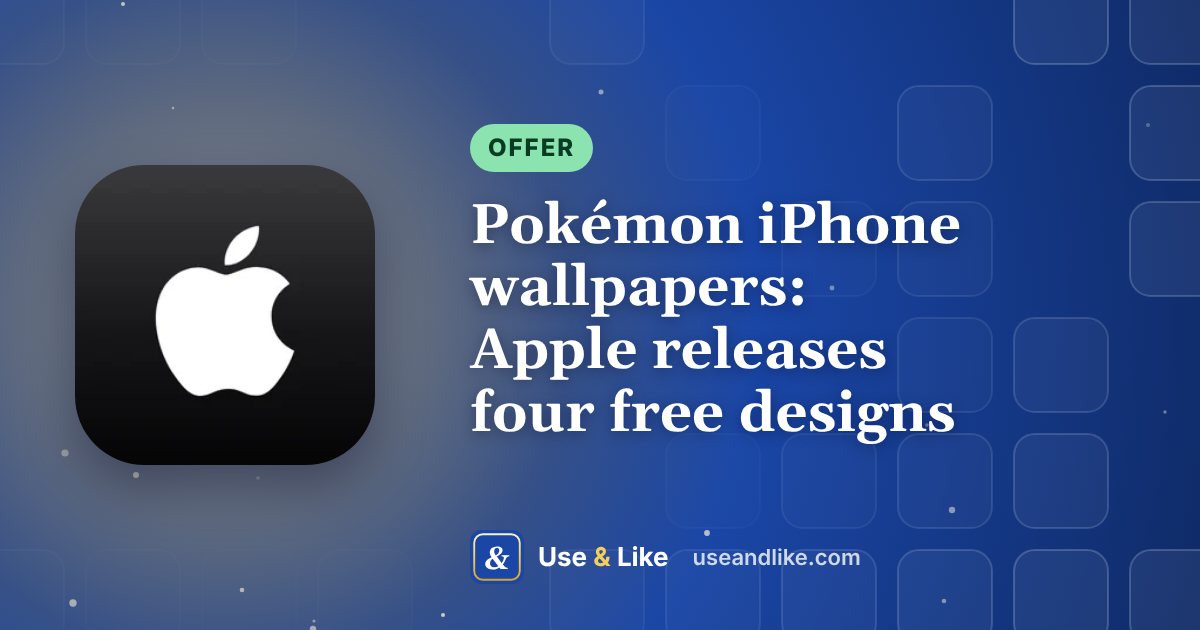 OFFER
Pokémon iPhone
wallpapers:
Apple releases
four free designs
& Use & Like useandlike.com